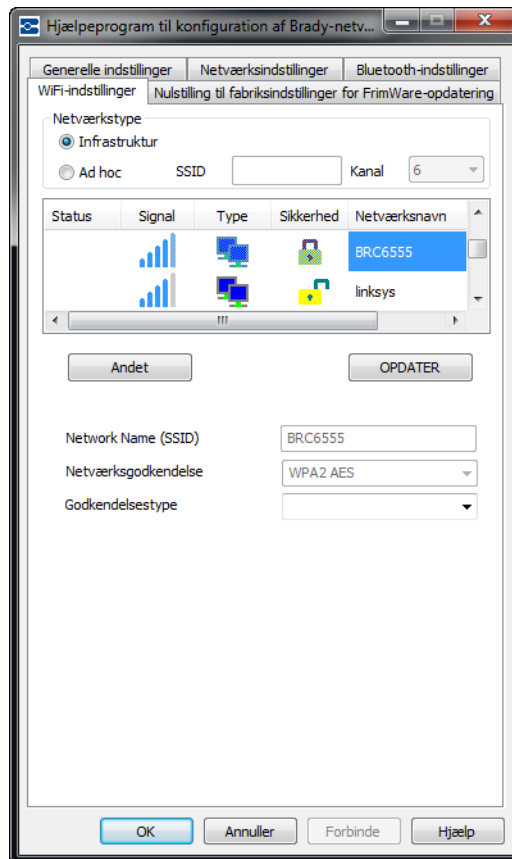 Hjælpeprogram til konfiguration af Brady-netv...
Generelle indstillinger Netværksindstillinger Bluetooth-indstillinger
WiFi-indstillinger Nulstilling til fabriksindstillinger for FrimWare-opdatering
Netværkstype
Infrastruktur
Ad hoc SSID Kanal 6
Status Signal Type Sikkerhed Netværksnavn
BRC6555
linksys
Andet OPDATER
Network Name (SSID) BRC6555
Netværksgodkendelse WPA2 AES
Godkendelsestype
OK Annuller Forbinde Hjælp